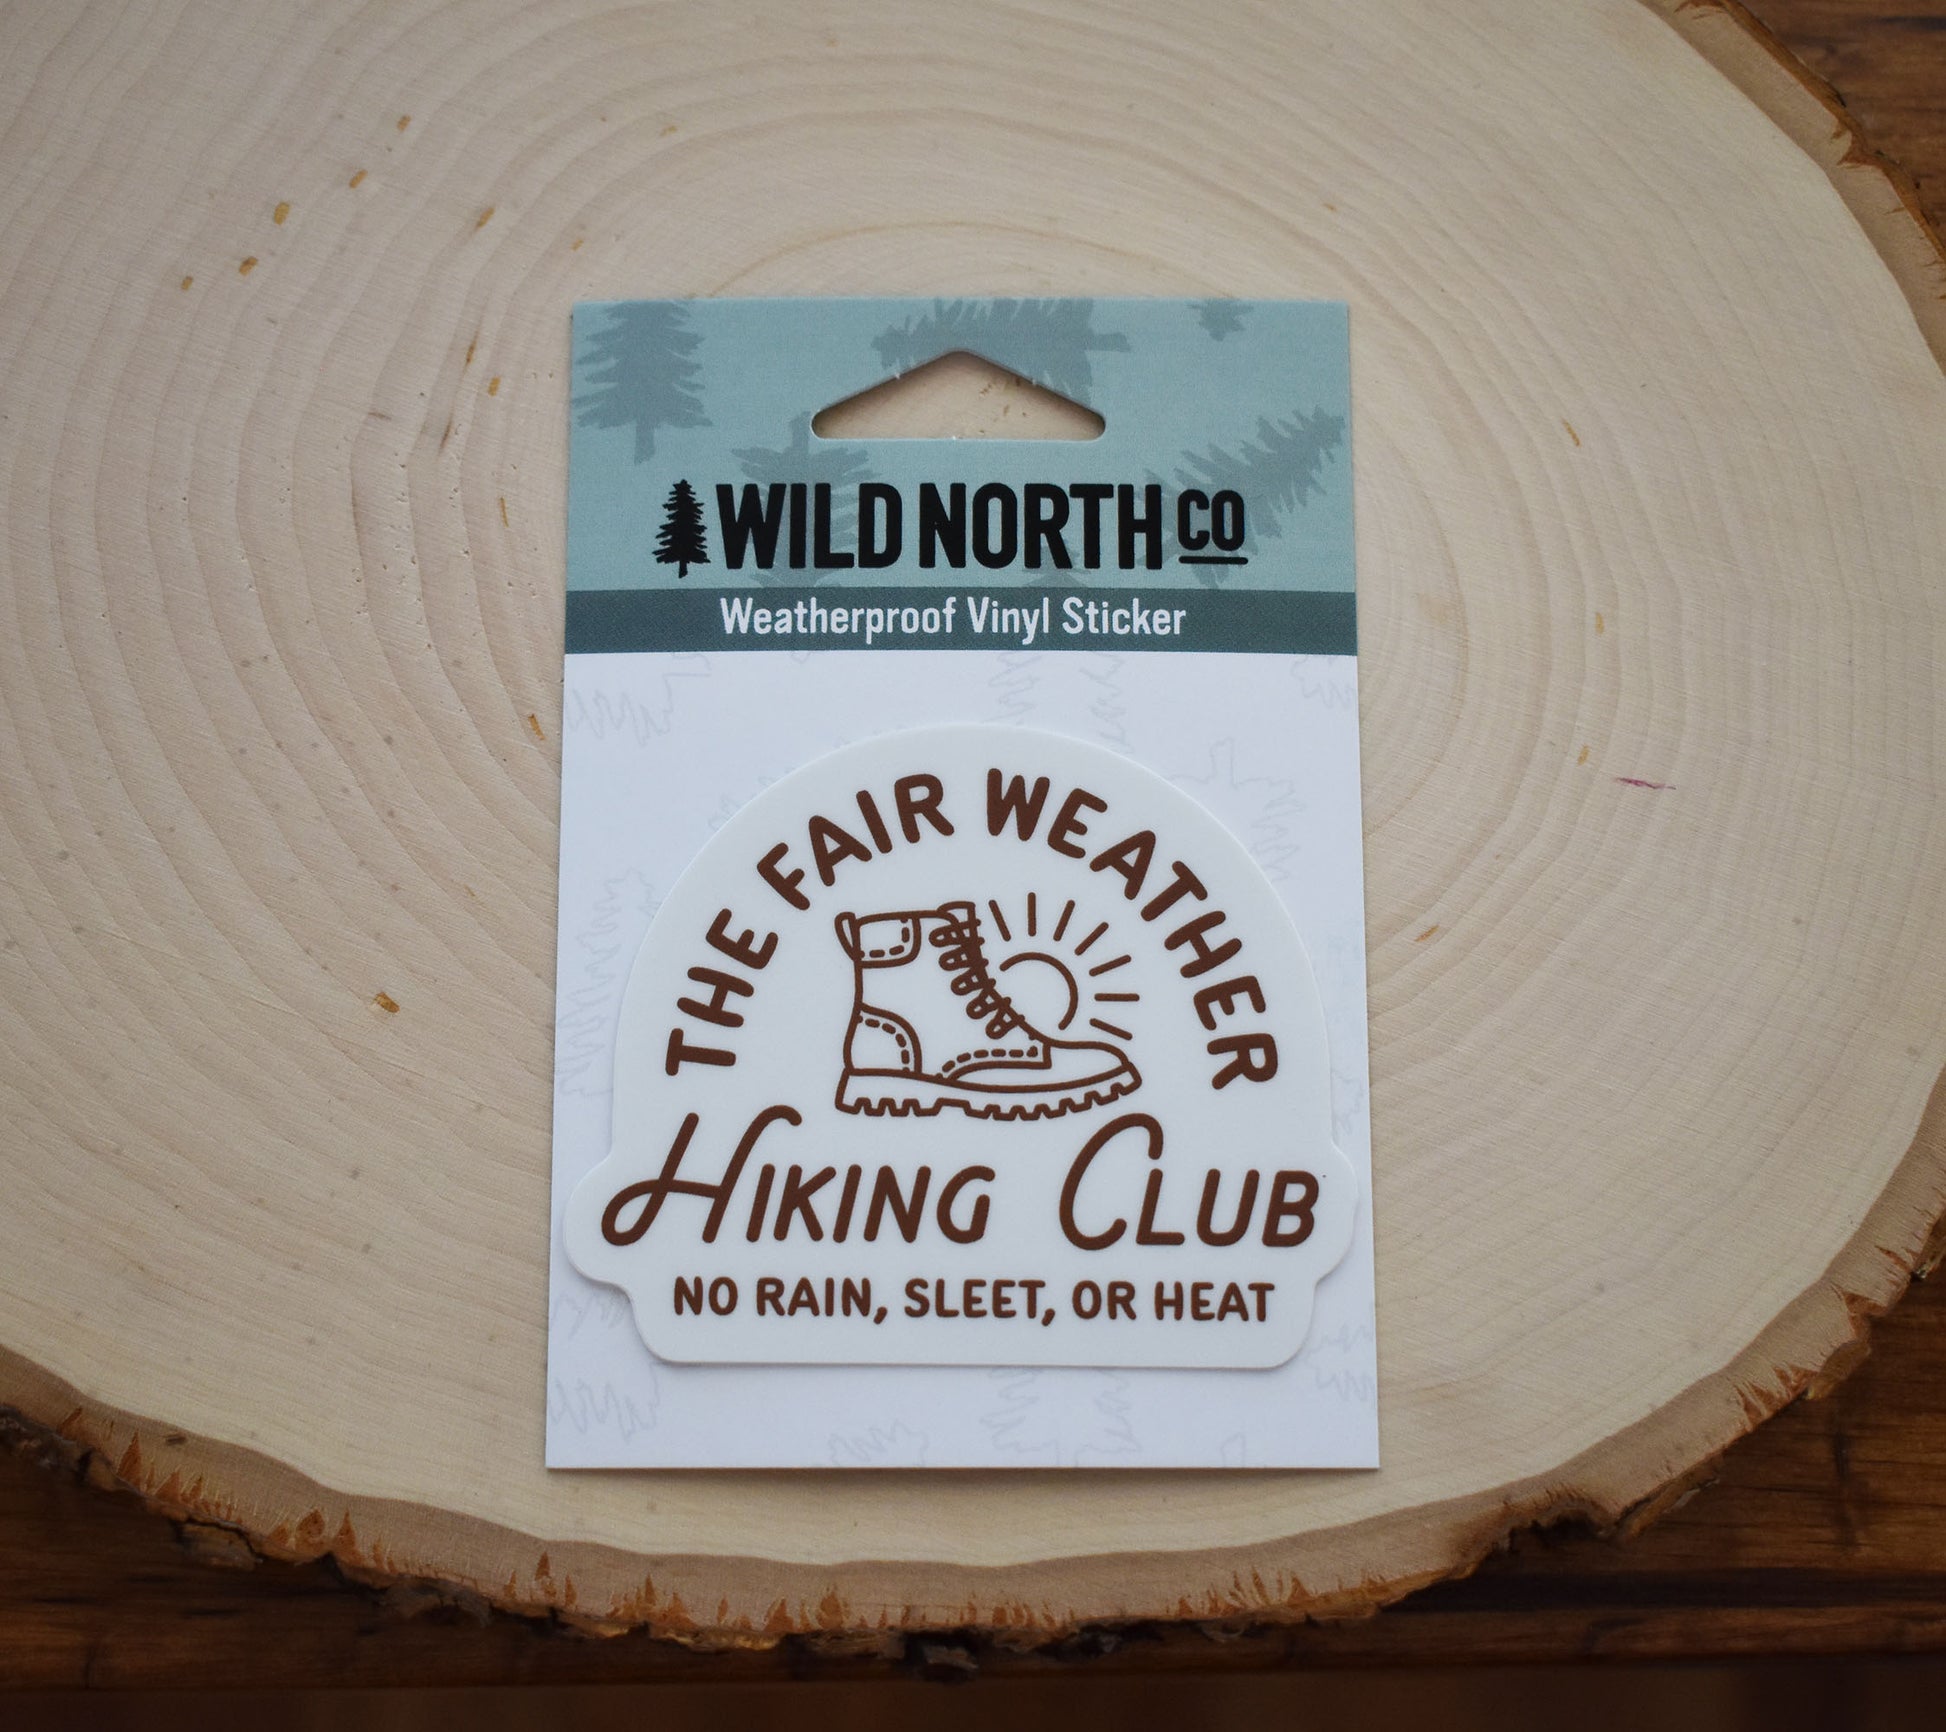 WILD NORTH CO
Weatherproof Vinyl Sticker
THE FAIR WEATHER
HIKING CLUB
NO RAIN, SLEET, OR HEAT